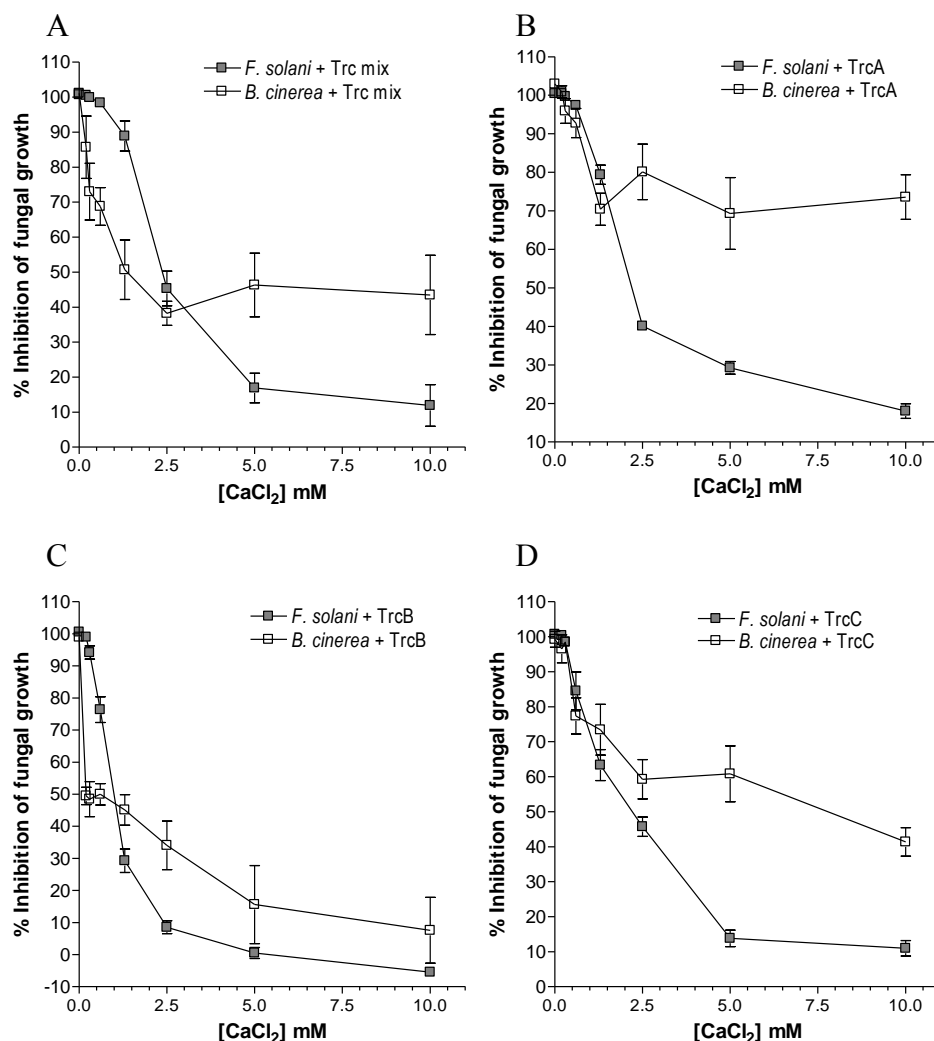 A
F. solani + Trc mix
B. cinerea + Trc mix
% Inhibition of fungal growth
110
100
90
80
70
60
50
40
30
20
10
0
0.0 2.5 5.0 7.5 10.0
[CaCl2] mM
B
F. solani + TrcA
B. cinerea + TrcA
% Inhibition of fungal growth
110
100
90
80
70
60
50
40
30
20
10
0.0 2.5 5.0 7.5 10.0
[CaCl2] mM
C
F. solani + TrcB
B. cinerea + TrcB
% Inhibition of fungal growth
110
100
90
80
70
60
50
40
30
20
10
0
-10
0.0 2.5 5.0 7.5 10.0
[CaCl2] mM
D
F. solani + TrcC
B. cinerea + TrcC
% Inhibition of fungal growth
110
100
90
80
70
60
50
40
30
20
10
0
0.0 2.5 5.0 7.5 10.0
[CaCl2] mM